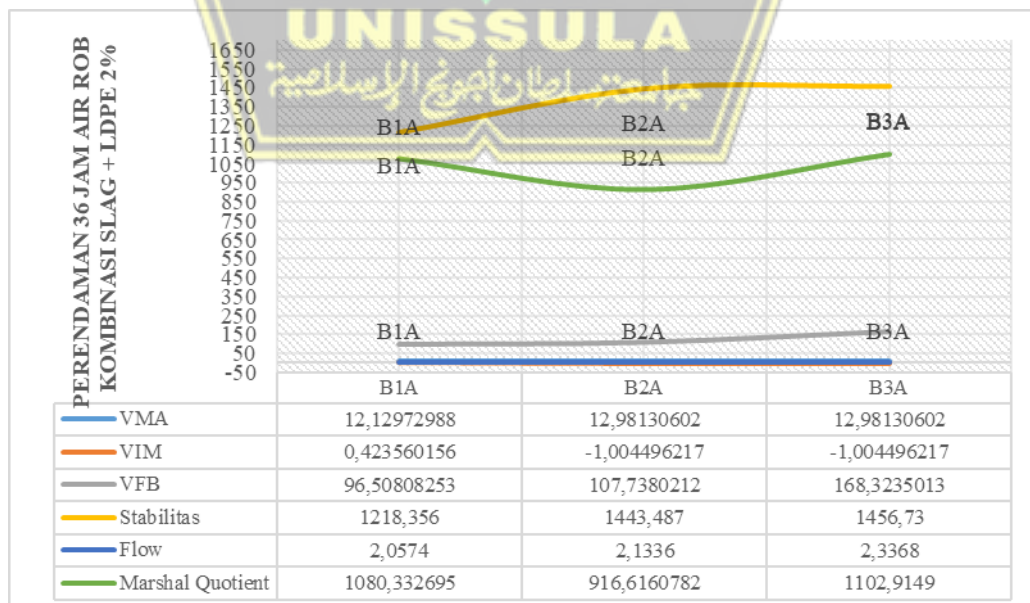 UNISSULA
جامعتسلطان أجونج الإسلامية
PERENDAMAN 36 JAM AIR ROB
KOMBINASI SLAG + LDPE 2%
1650
1550
1450
1350
1250
1150
1050
950
850
750
650
550
450
350
250
150
50
-50
B1A
B2A
B3A
B1A
B2A
B1A
B2A
B3A
B1A B2A B3A
VMA 12,12972988 12,98130602 12,98130602
VIM 0,423560156 -1,004496217 -1,004496217
VFB 96,50808253 107,7380212 168,3235013
Stabilitas 1218,356 1443,487 1456,73
Flow 2,0574 2,1336 2,3368
Marshal Quotient 1080,332695 916,6160782 1102,9149